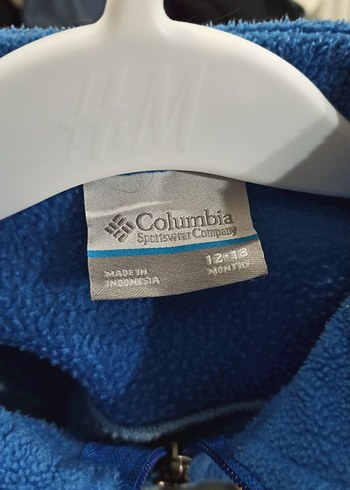 H&M
Columbia
Sportswear Company
12-18
MONTHS
MADE IN
INDONESIA